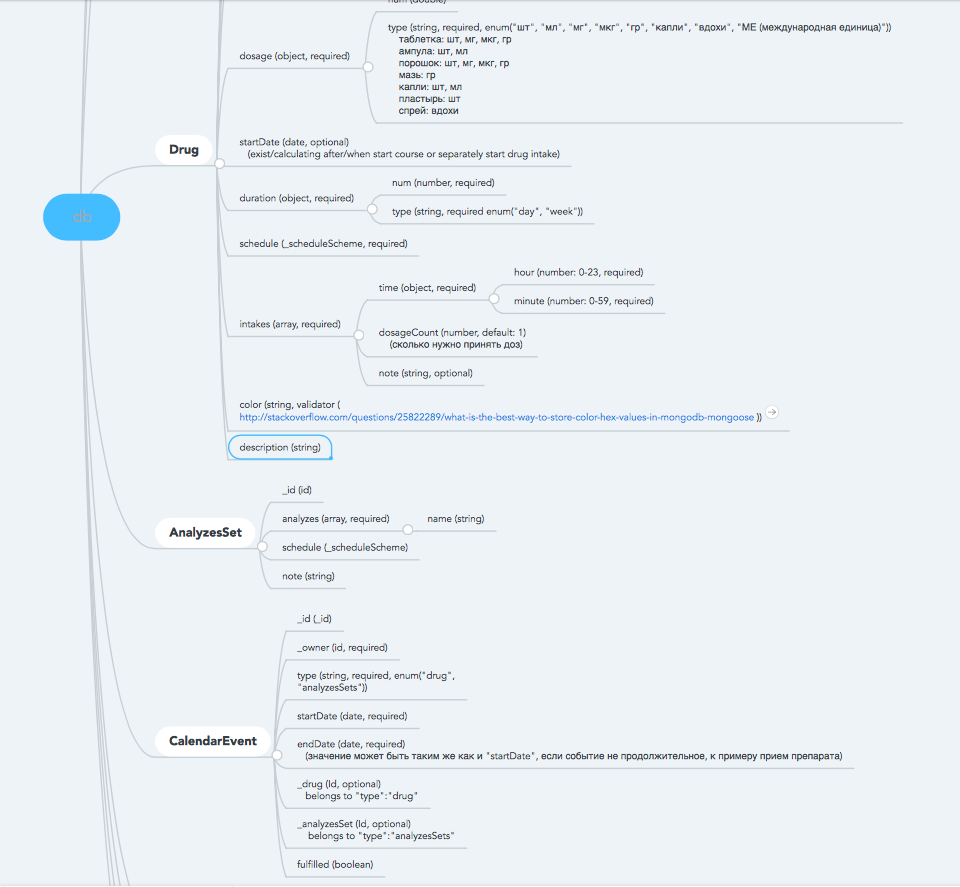 num (double)
type (string, required, enum("шт", "мл", "мг", "мкг", "гр", "капли", "вдохи", "МЕ (международная единица)"))
таблетка: шт, мг, мкг, гр
ампула: шт, мл
порошок: шт, мг, мкг, гр
мазь: гр
капли: шт, мл
пластырь: шт
спрей: вдохи
dosage (object, required)
Drug
startDate (date, optional)
(exist/calculating after/when start course or separately start drug intake)
db
duration (object, required)
num (number, required)
type (string, required enum("day", "week"))
schedule (_scheduleScheme, required)
intakes (array, required)
time (object, required)
hour (number: 0-23, required)
minute (number: 0-59, required)
dosageCount (number, default: 1)
(сколько нужно принять доз)
note (string, optional)
color (string, validator (
http://stackoverflow.com/questions/25822289/what-is-the-best-way-to-store-color-hex-values-in-mongodb-mongoose ))
description (string)
AnalyzesSet
_id (id)
analyzes (array, required)
name (string)
schedule (_scheduleScheme)
note (string)
CalendarEvent
_id (_id)
_owner (id, required)
type (string, required, enum("drug",
"analyzesSets"))
startDate (date, required)
endDate (date, required)
(значение может быть таким же как и "startDate", если событие не продолжительное, к примеру прием препарата)
_drug (Id, optional)
belongs to "type":"drug"
_analyzesSet (Id, optional)
belongs to "type":"analyzesSets"
fulfilled (boolean)